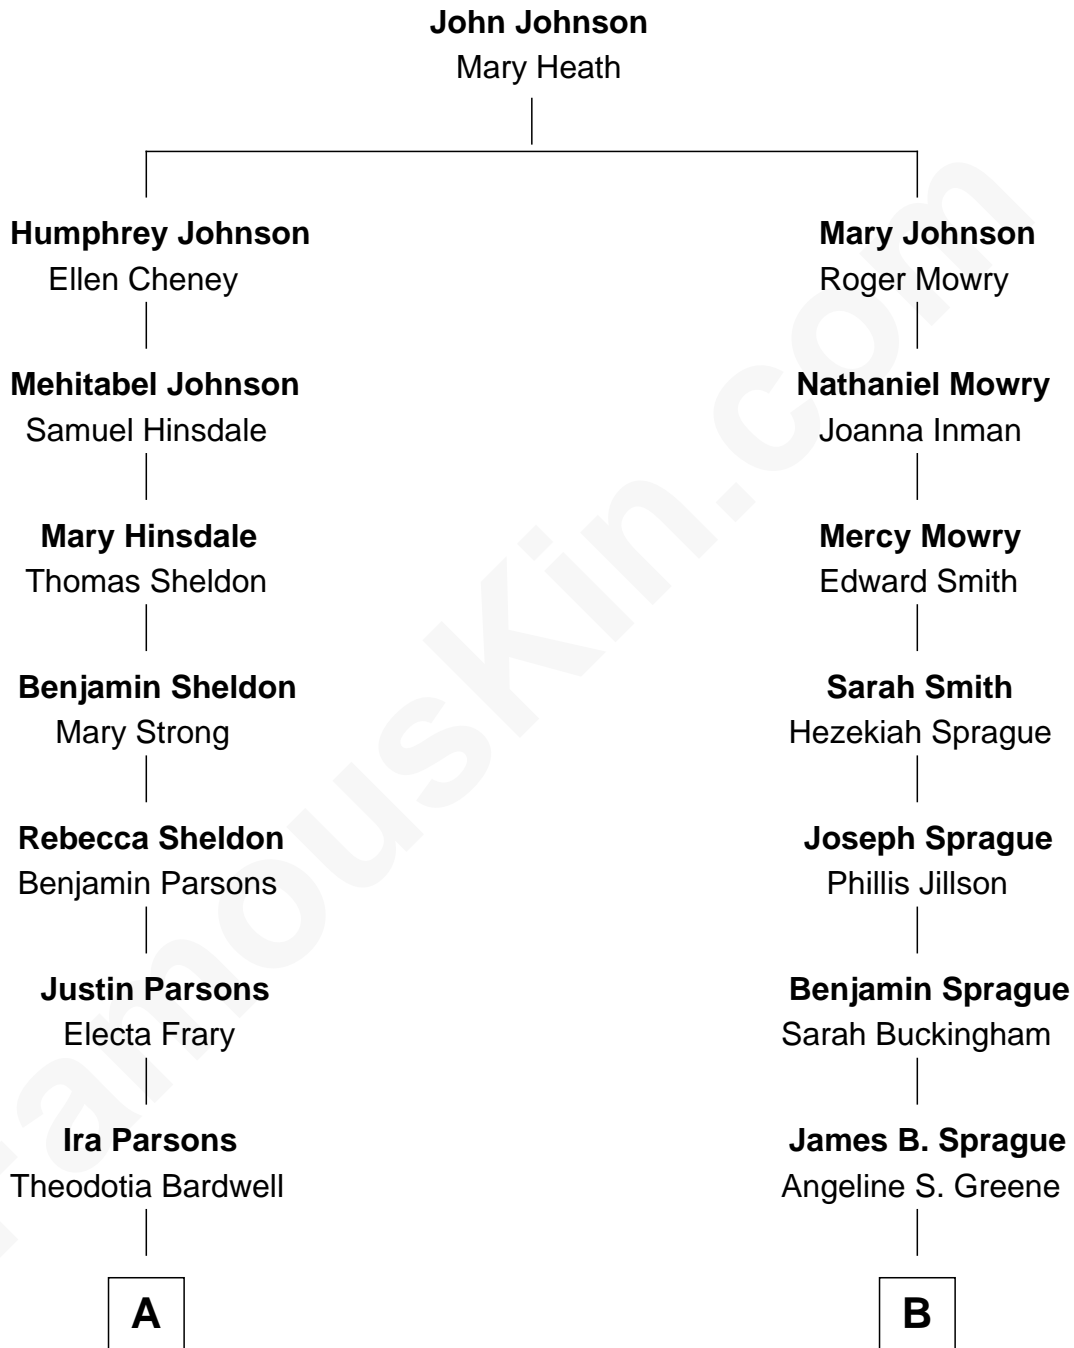 John Johnson
Mary Heath
Humphrey Johnson
Ellen Cheney
Mary Johnson
Roger Mowry
Mehitabel Johnson
Samuel Hinsdale
Nathaniel Mowry
Joanna Inman
Mary Hinsdale
Thomas Sheldon
Mercy Mowry
Edward Smith
Benjamin Sheldon
Mary Strong
Sarah Smith
Hezekiah Sprague
Rebecca Sheldon
Benjamin Parsons
Joseph Sprague
Phillis Jillson
Justin Parsons
Electa Frary
Benjamin Sprague
Sarah Buckingham
Ira Parsons
Theodotia Bardwell
James B. Sprague
Angeline S. Greene
A
B
FamousKin.com